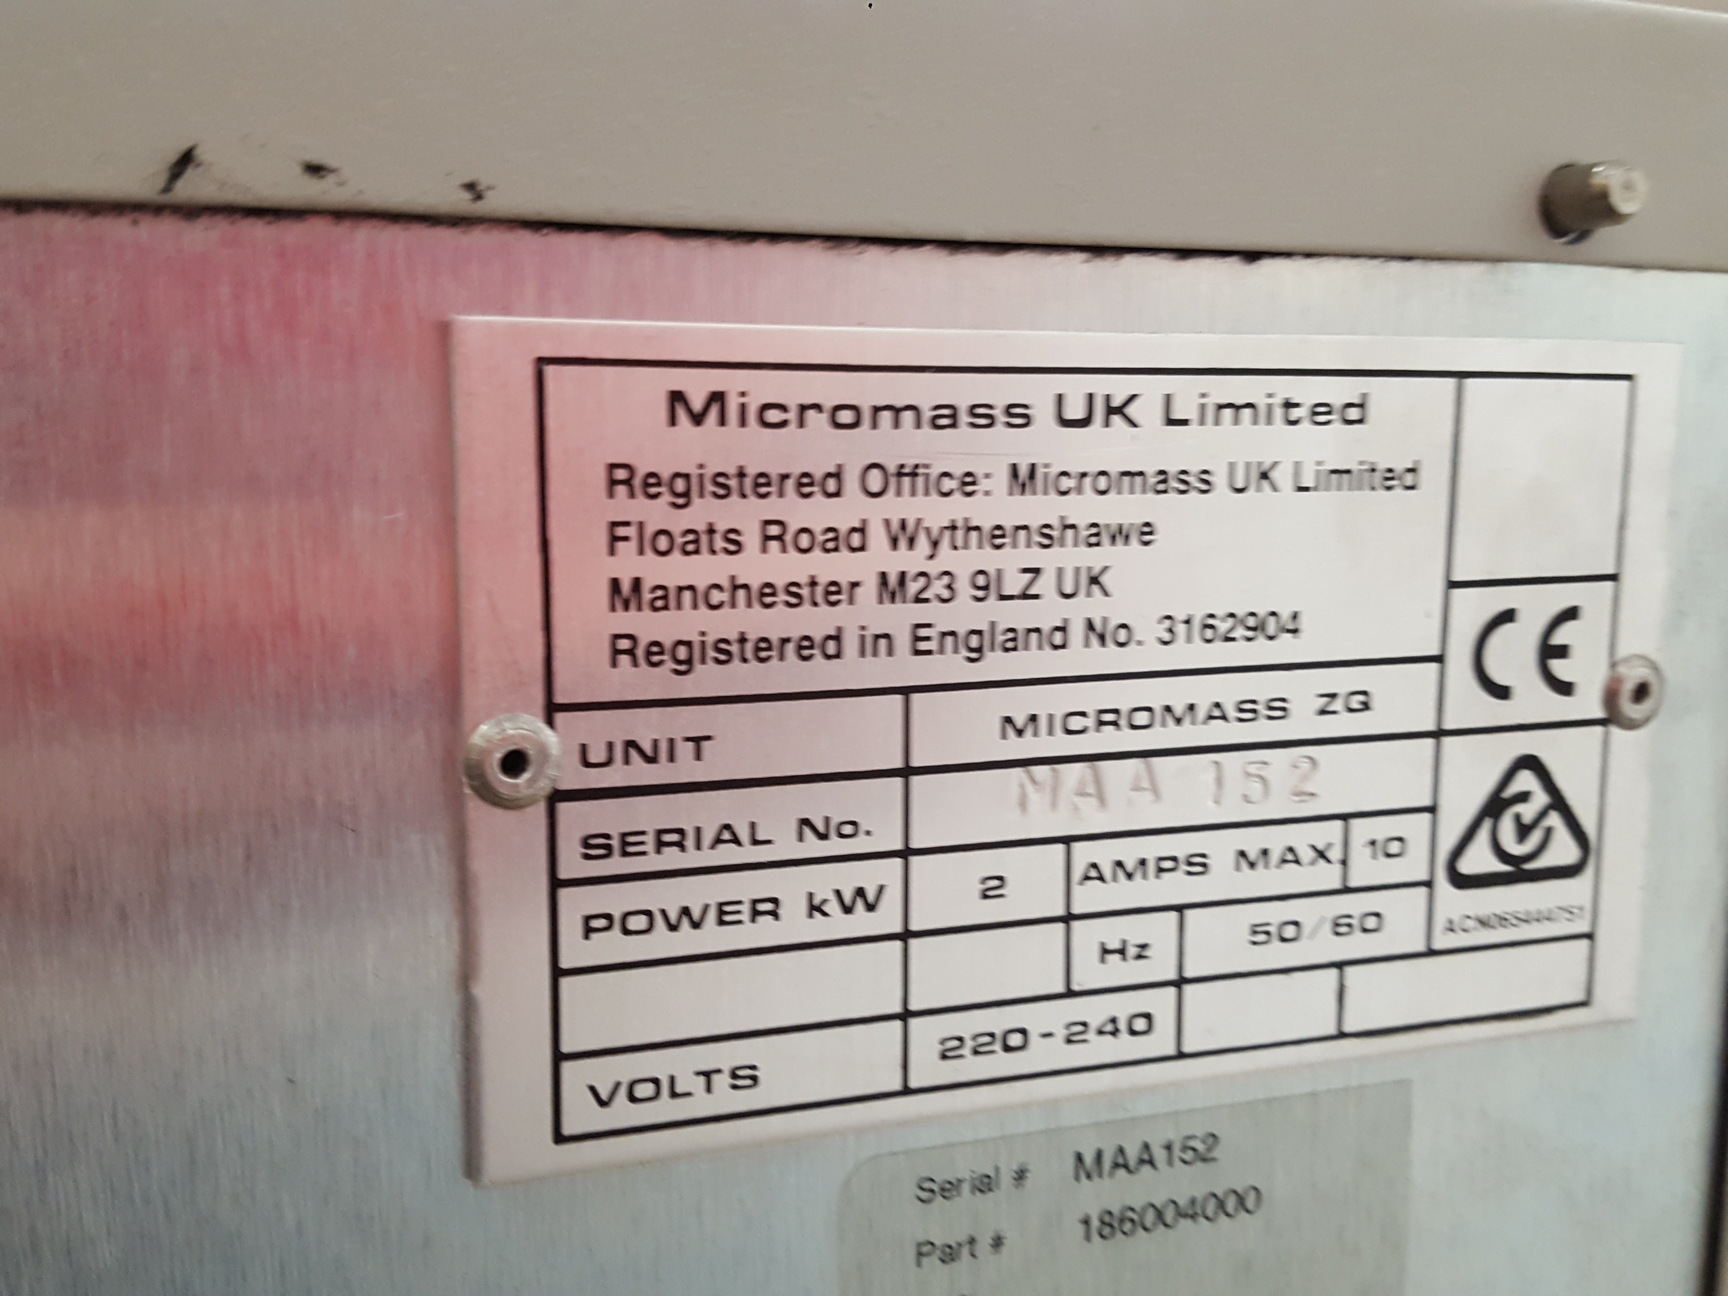 Micromass UK Limited
Registered Office: Micromass UK Limited
Floats Road Wythenshawe
Manchester M23 9LZ UK
Registered in England No. 3162904
CE
UNIT MICROMASS ZQ
SERIAL No. MAA 152
POWER kW 2 AMPS MAX. 10
Hz 50/60
ACN065444751
VOLTS 220-240
Serial # MAA152
Part # 186004000